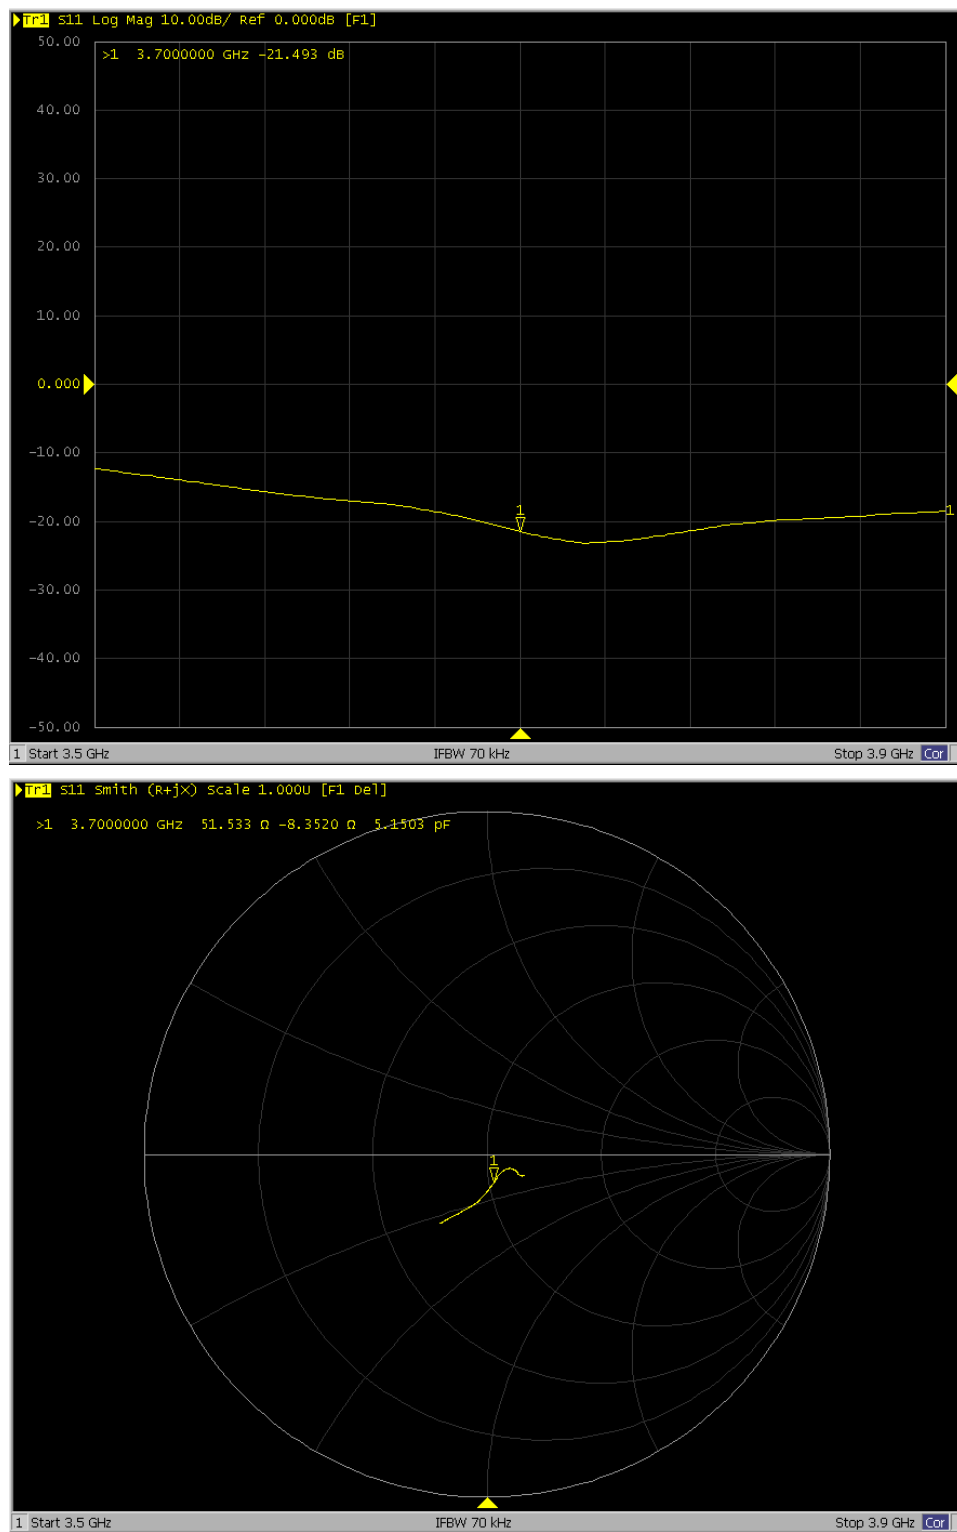 Tr1 S11 Log Mag 10.00dB/ Ref 0.000dB [F1]
50.00
>1 3.7000000 GHz -21.493 dB
40.00
30.00
20.00
10.00
0.000
-10.00
-20.00
1
1
-30.00
-40.00
-50.00
1 Start 3.5 GHz IFBW 70 kHz Stop 3.9 GHz Cor
Tr1 S11 Smith (R+jX) Scale 1.000U [F1 Del]
>1 3.7000000 GHz 51.533 Ω -8.3520 Ω 5.1503 pF
1
1 Start 3.5 GHz IFBW 70 kHz Stop 3.9 GHz Cor